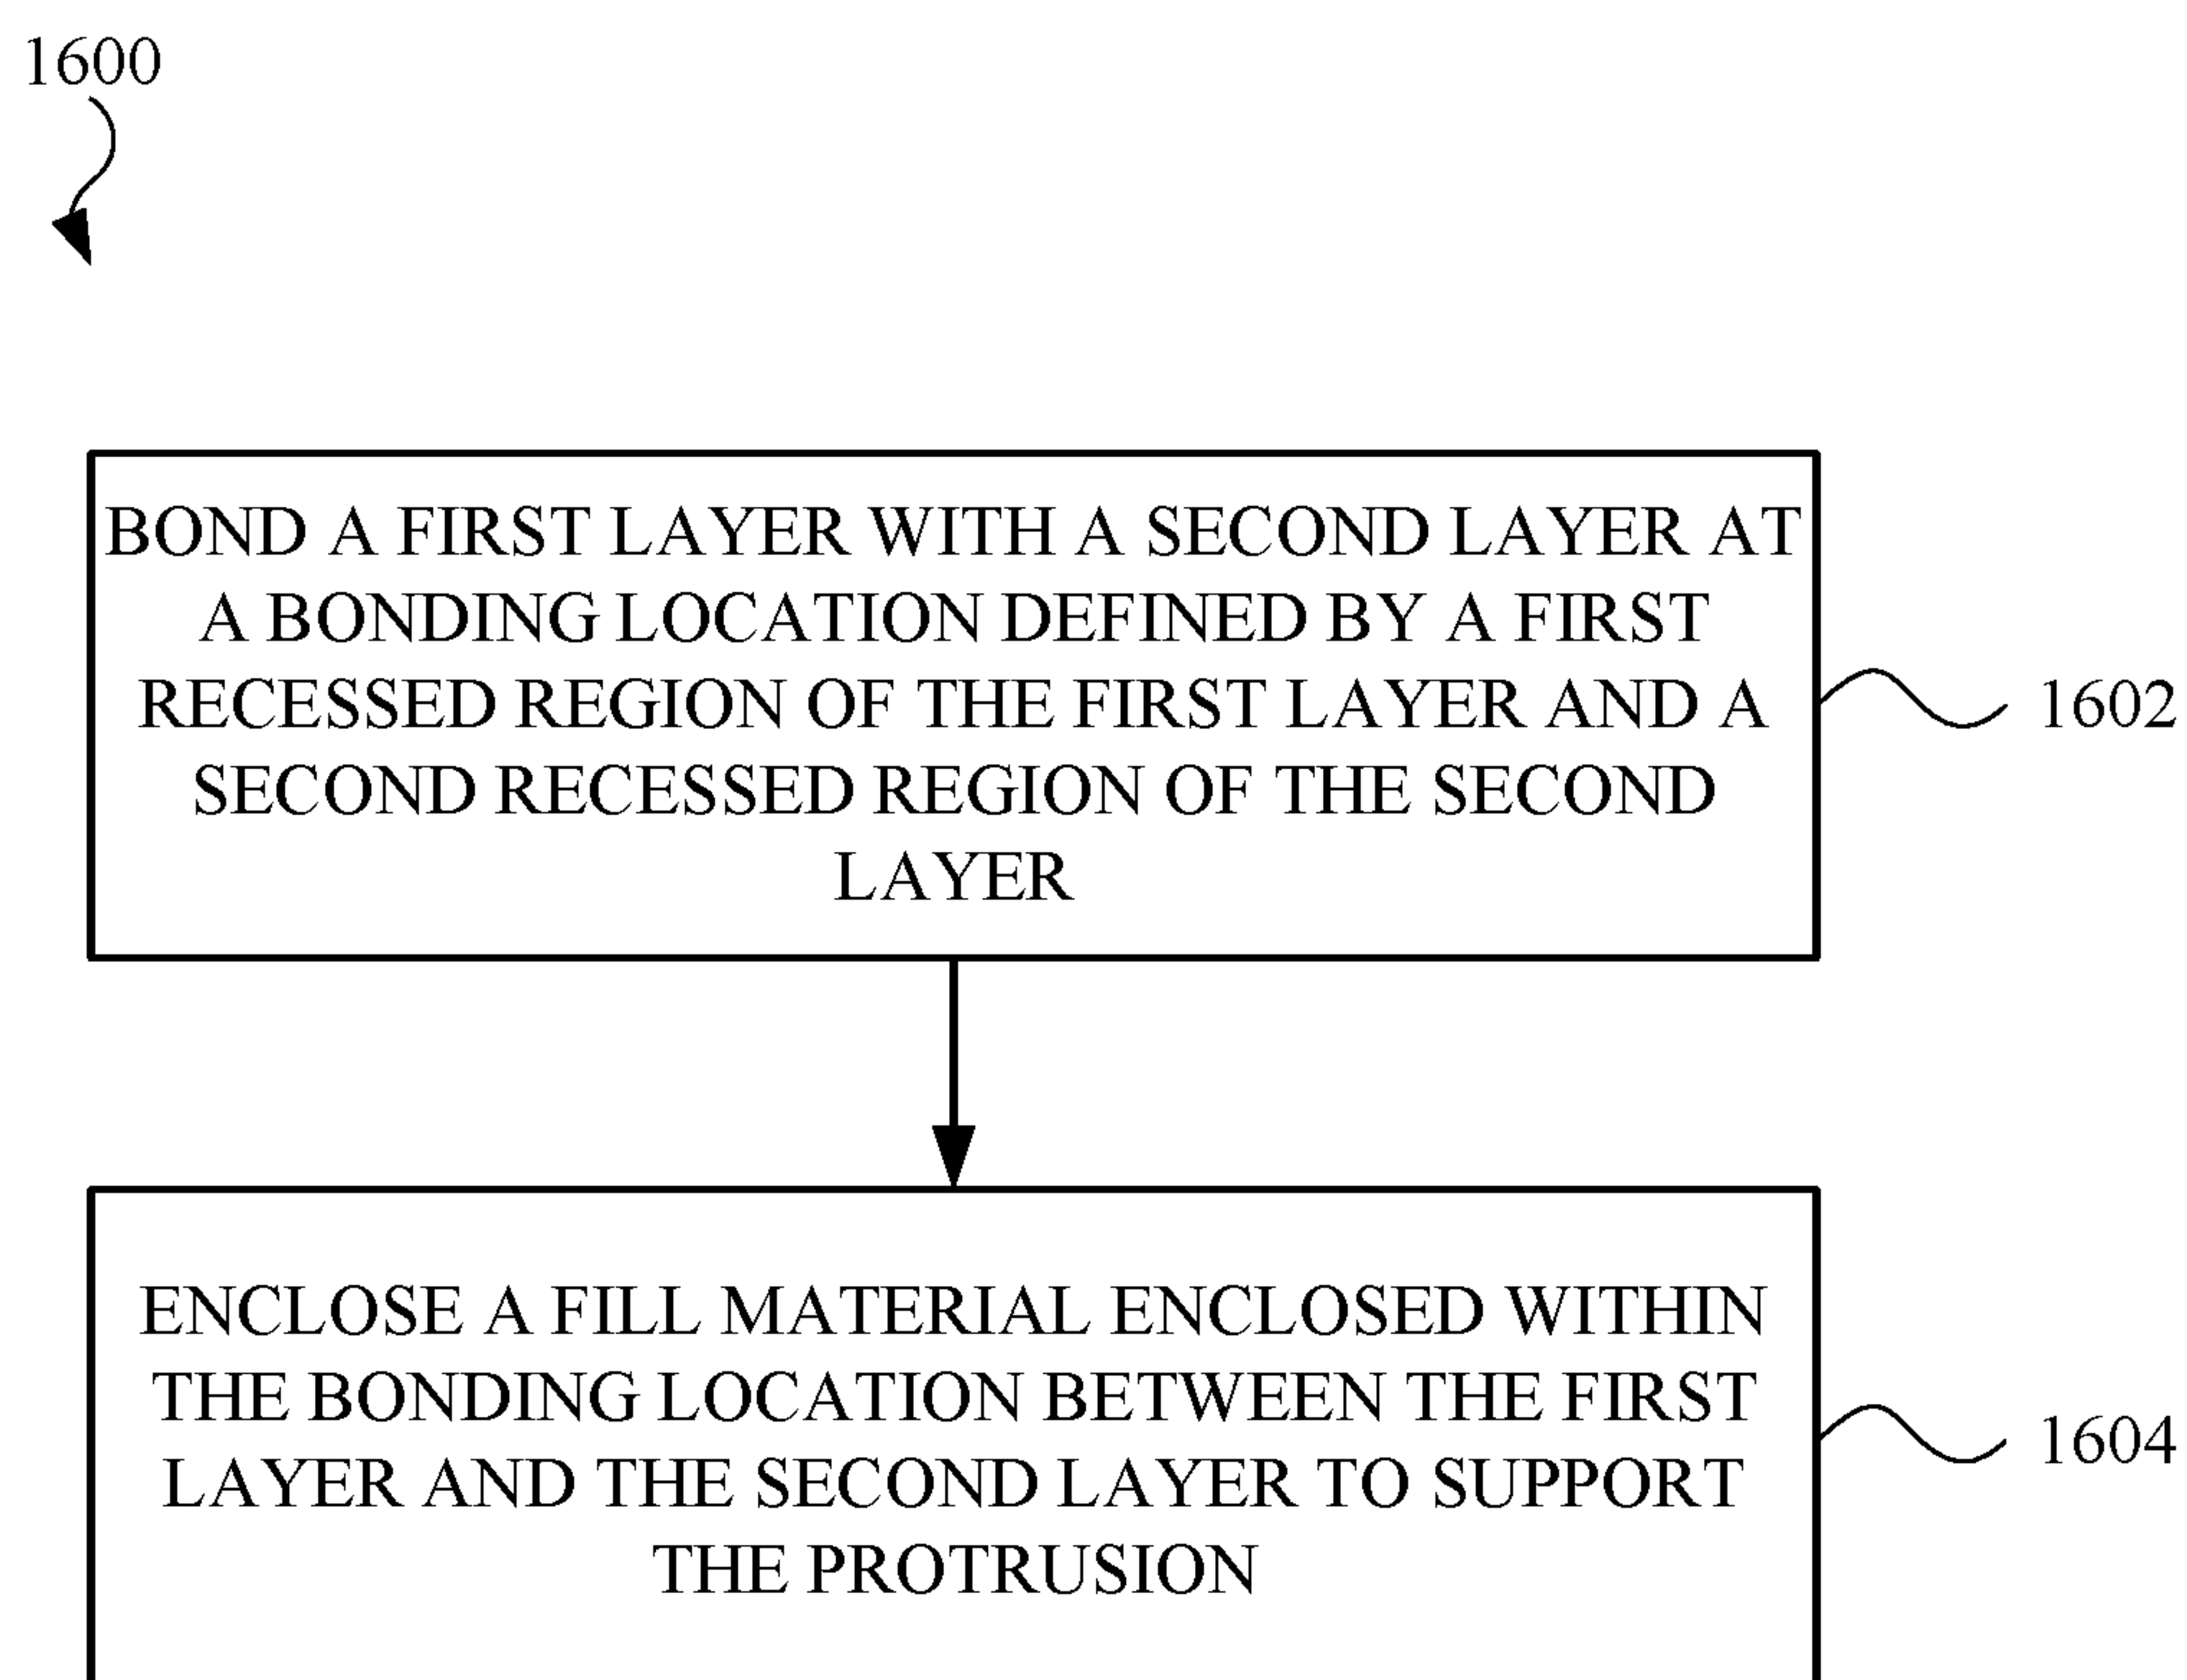 1600
BOND A FIRST LAYER WITH A SECOND LAYER AT
A BONDING LOCATION DEFINED BY A FIRST
RECESSED REGION OF THE FIRST LAYER AND A
SECOND RECESSED REGION OF THE SECOND
LAYER
1602
ENCLOSE A FILL MATERIAL ENCLOSED WITHIN
THE BONDING LOCATION BETWEEN THE FIRST
LAYER AND THE SECOND LAYER TO SUPPORT
THE PROTRUSION
1604